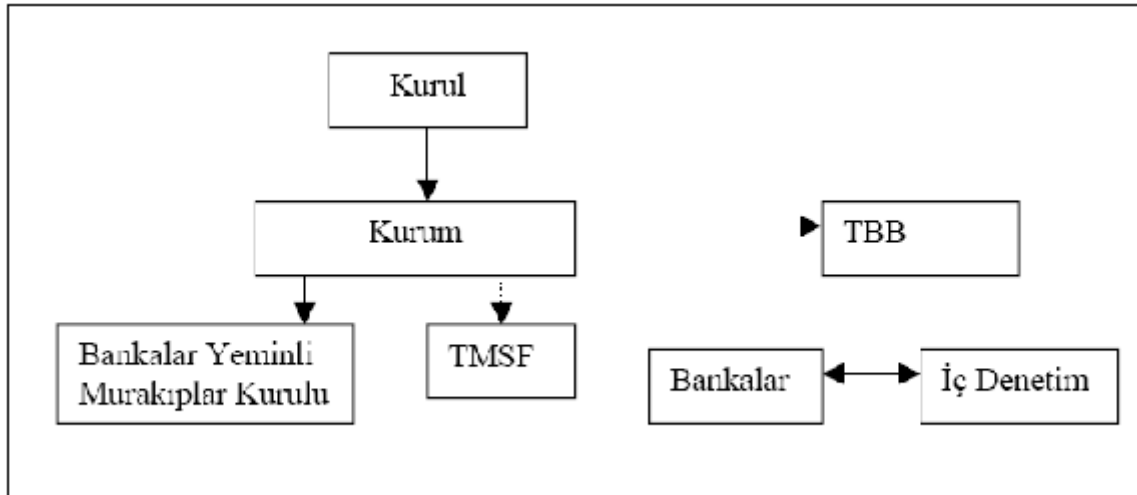 Kurul
Kurum
TBB
Bankalar Yeminli
Murakıplar Kurulu
TMSF
Bankalar
İç Denetim